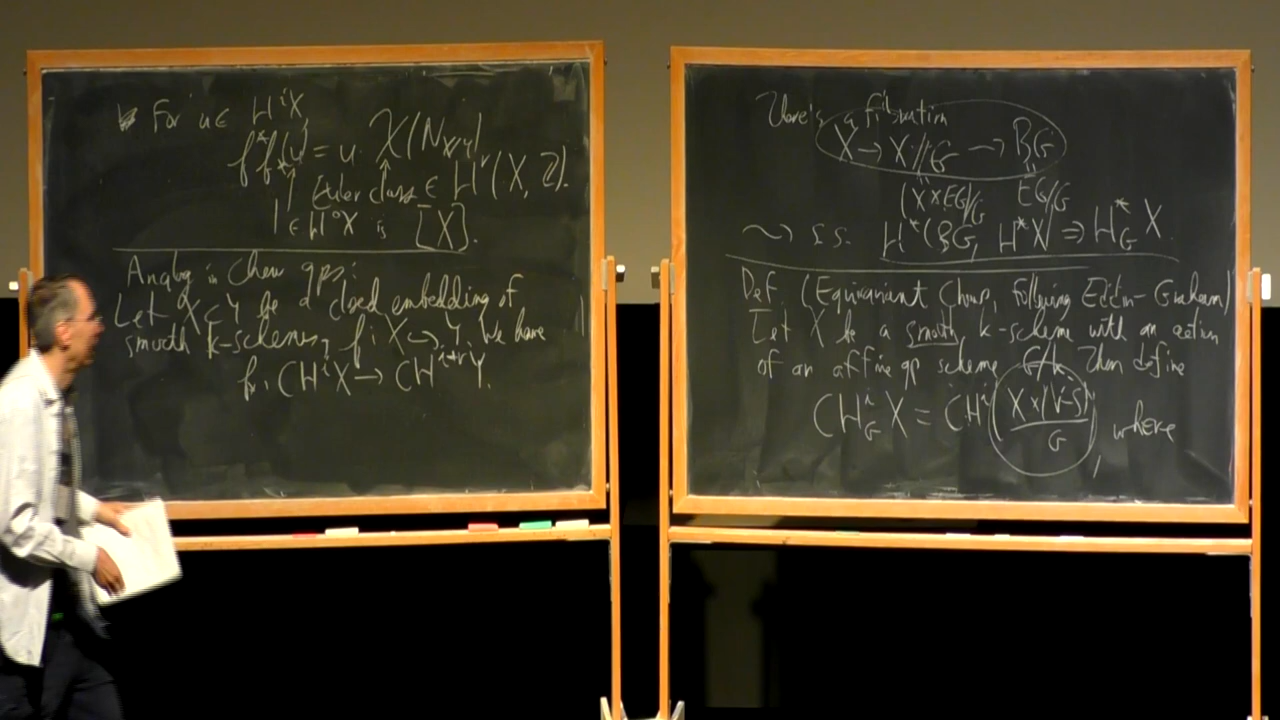 For u ∈ H^i X,
f^* f_*(u) = u · χ(N_{X/Y})
Euler class ∈ H^r(X, Z).
1 ∈ H^0 X is [X].
Analog in Chow gps:
Let X ⊂ Y be a closed embedding of
smooth k-schemes, f: X ↪ Y. We have
f_*: CH^i X → CH^{i+r} Y.
There's a fibration
X → X//G → BG
(X × EG)/G EG/G
⇝ s.s. H^*(BG, H^*X) ⇒ H^*_G X.
Def. (Equivariant Chow, following Edidin-Graham)
Let X be a smooth k-scheme with an action
of an affine gp scheme G/k. Then define
CH^i_G X = CH^i (X × (V-S))/G, where